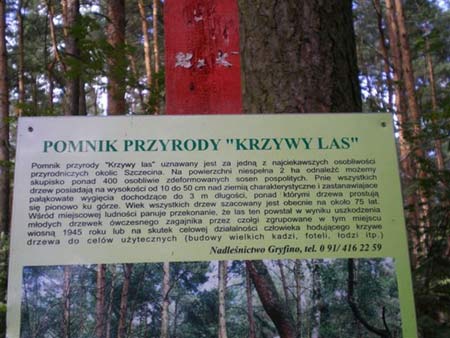 POMNIK PRZYRODY "KRZYWY LAS"
Pomnik przyrody "Krzywy las" uznawany jest za jedną z najciekawszych osobliwości
przyrodniczych okolic Szczecina. Na powierzchni niespełna 2 ha odnaleźć możemy
skupisko ponad 400 osobliwie zdeformowanych sosen pospolitych. Pnie wszystkich
drzew posiadają na wysokości od 10 do 50 cm nad ziemią charakterystyczne i zastanawiające
pałąkowate wygięcia dochodzące do 3 m długości, ponad którymi drzewa prostują
się pionowo ku górze. Wiek wszystkich drzew szacowany jest obecnie na około 75 lat.
Wśród miejscowej ludności panuje przekonanie, że las ten powstał w wyniku uszkodzenia
młodych drzewek ówczesnego zagajnika przez czołgi zgrupowane w tym miejscu
wiosną 1945 roku lub na skutek celowej działalności człowieka hodującego krzywe
drzewa do celów użytecznych (budowy wielkich kadzi, foteli, łodzi itp.)
Nadleśnictwo Gryfino, tel. 0 91/ 416 22 59